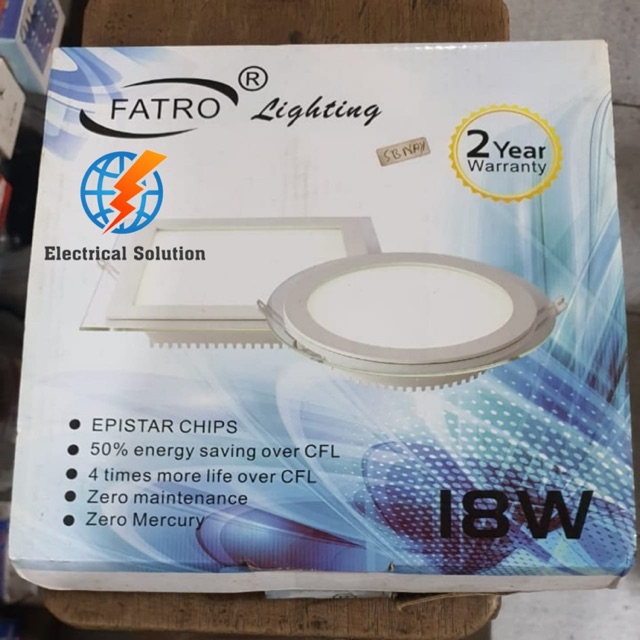 FATRO ® Lighting
2 Year
Warranty
Electrical Solution
• EPISTAR CHIPS
• 50% energy saving over CFL
• 4 times more life over CFL
• Zero maintenance
• Zero Mercury
18W